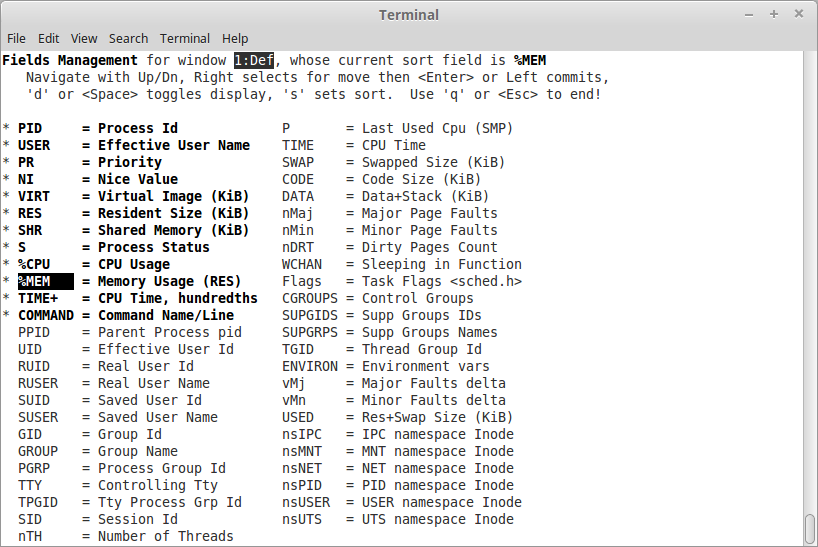 Terminal
File Edit View Search Terminal Help
Fields Management for window 1:Def, whose current sort field is %MEM
   Navigate with Up/Dn, Right selects for move then <Enter> or Left commits,
   'd' or <Space> toggles display, 's' sets sort.  Use 'q' or <Esc> to end!

* PID     = Process Id             P       = Last Used Cpu (SMP)
* USER    = Effective User Name    TIME    = CPU Time
* PR      = Priority               SWAP    = Swapped Size (KiB)
* NI      = Nice Value             CODE    = Code Size (KiB)
* VIRT    = Virtual Image (KiB)    DATA    = Data+Stack (KiB)
* RES     = Resident Size (KiB)    nMaj    = Major Page Faults
* SHR     = Shared Memory (KiB)    nMin    = Minor Page Faults
* S       = Process Status         nDRT    = Dirty Pages Count
* %CPU    = CPU Usage              WCHAN   = Sleeping in Function
* %MEM    = Memory Usage (RES)     Flags   = Task Flags <sched.h>
* TIME+   = CPU Time, hundredths   CGROUPS = Control Groups
* COMMAND = Command Name/Line      SUPGIDS = Supp Groups IDs
  PPID    = Parent Process pid     SUPGRPS = Supp Groups Names
  UID     = Effective User Id      TGID    = Thread Group Id
  RUID    = Real User Id           ENVIRON = Environment vars
  RUSER   = Real User Name         vMj     = Major Faults delta
  SUID    = Saved User Id          vMn     = Minor Faults delta
  SUSER   = Saved User Name        USED    = Res+Swap Size (KiB)
  GID     = Group Id               nsIPC   = IPC namespace Inode
  GROUP   = Group Name             nsMNT   = MNT namespace Inode
  PGRP    = Process Group Id       nsNET   = NET namespace Inode
  TTY     = Controlling Tty        nsPID   = PID namespace Inode
  TPGID   = Tty Process Grp Id     nsUSER  = USER namespace Inode
  SID     = Session Id             nsUTS   = UTS namespace Inode
  nTH     = Number of Threads